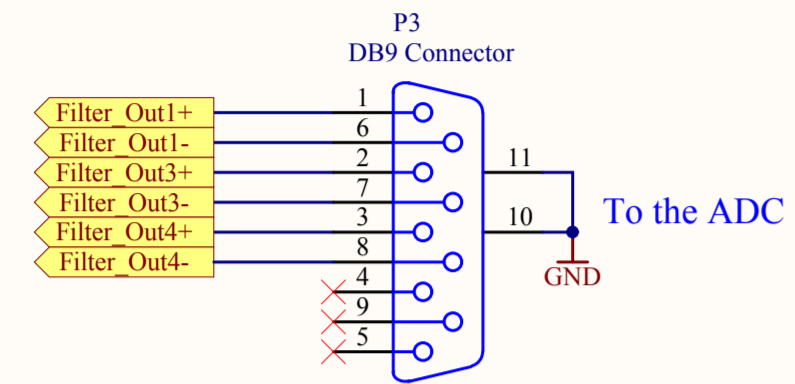 P3
DB9 Connector
Filter_Out1+ 1
Filter_Out1- 6
Filter_Out3+ 2
Filter_Out3- 7
Filter_Out4+ 3
Filter_Out4- 8
4
9
5
11
10
GND
To the ADC